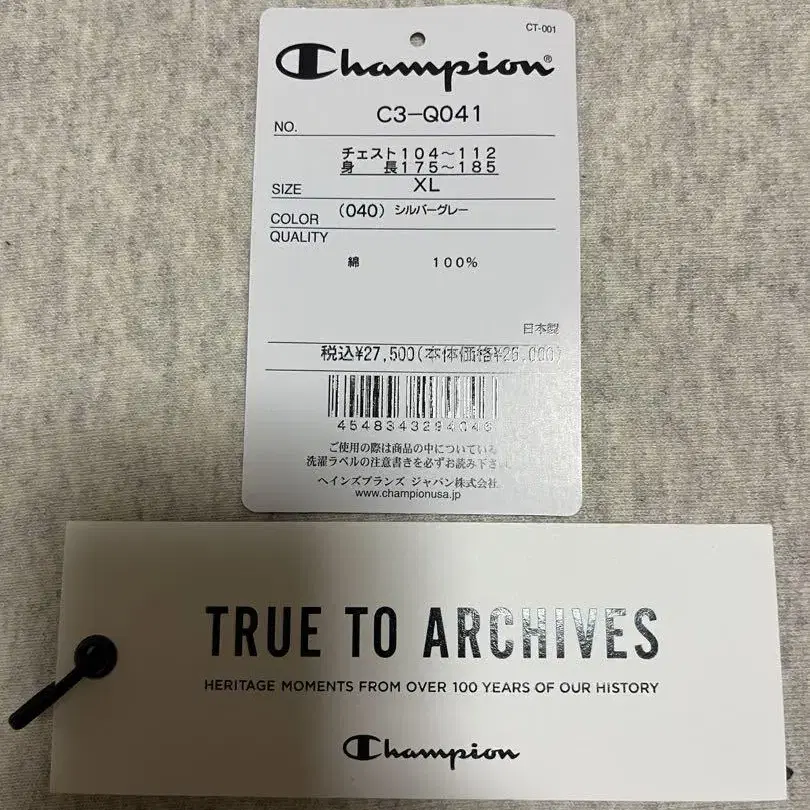 CT-001
Champion®
NO. C3-Q041
チェスト104~112
身 長175~185
SIZE XL
COLOR (040) シルバーグレー
QUALITY
綿 100%
日本製
税込¥27,500(本体価格
ご使用の際は商品の中についている
洗濯ラベルの注意書きを必ずお読み下さ
ヘインズブランズ ジャパン株式会社
www.championusa.jp
TRUE TO ARCHIVES
HERITAGE MOMENTS FROM OVER 100 YEARS OF OUR HISTORY
Champion